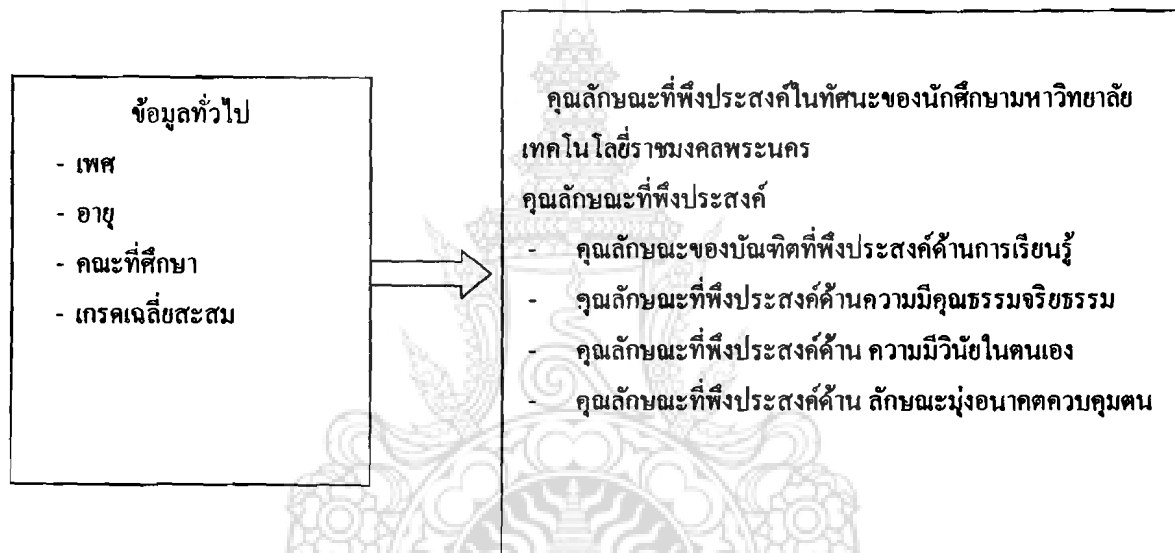 ข้อมูลทั่วไป
- เพศ
- อายุ
- คณะที่ศึกษา
- เกรดเฉลี่ยสะสม
คุณลักษณะที่พึงประสงค์ในทัศนะของนักศึกษามหาวิทยาลัย
เทคโนโลยีราชมงคลพระนคร
คุณลักษณะที่พึงประสงค์
- คุณลักษณะของบัณฑิตที่พึงประสงค์ด้านการเรียนรู้
- คุณลักษณะที่พึงประสงค์ด้านความมีคุณธรรมจริยธรรม
- คุณลักษณะที่พึงประสงค์ด้าน ความมีวินัยในตนเอง
- คุณลักษณะที่พึงประสงค์ด้าน ลักษณะมุ่งอนาคตควบคุมตน